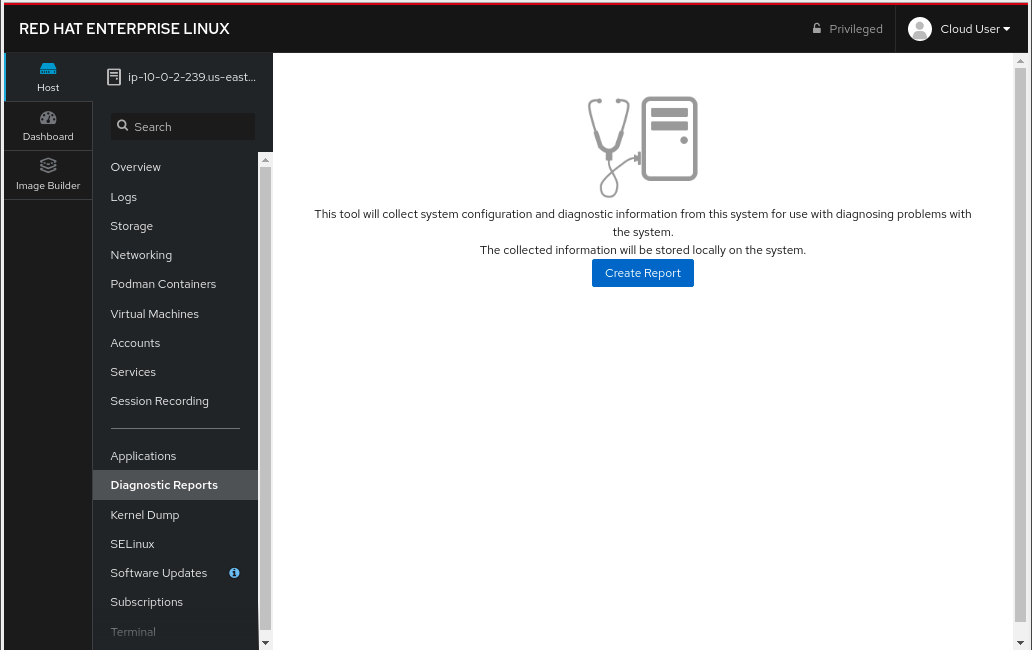 RED HAT ENTERPRISE LINUX
Privileged
Cloud User
Host
Dashboard
Image Builder
ip-10-0-2-239.us-east...
Search
Overview
Logs
Storage
Networking
Podman Containers
Virtual Machines
Accounts
Services
Session Recording
Applications
Diagnostic Reports
Kernel Dump
SELinux
Software Updates
Subscriptions
Terminal
This tool will collect system configuration and diagnostic information from this system for use with diagnosing problems with
the system.
The collected information will be stored locally on the system.
Create Report